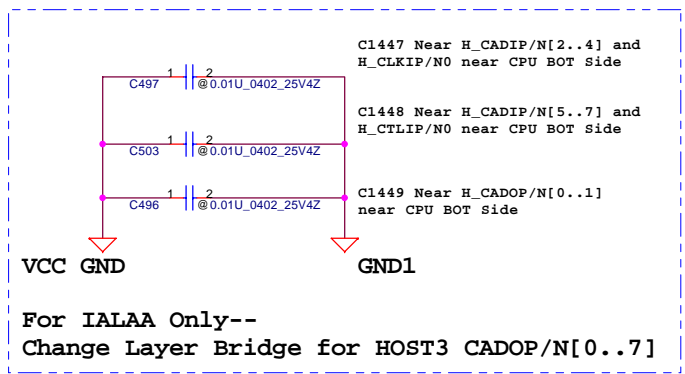 C1447 Near H_CADIP/N[2..4] and
H_CLKIP/N0 near CPU BOT Side
1 2
C497 @0.01U_0402_25V4Z
C1448 Near H_CADIP/N[5..7] and
H_CTLIP/N0 near CPU BOT Side
1 2
C503 @0.01U_0402_25V4Z
C1449 Near H_CADOP/N[0..1]
near CPU BOT Side
1 2
C496 @0.01U_0402_25V4Z
VCC GND GND1
For IALAA Only--
Change Layer Bridge for HOST3 CADOP/N[0..7]